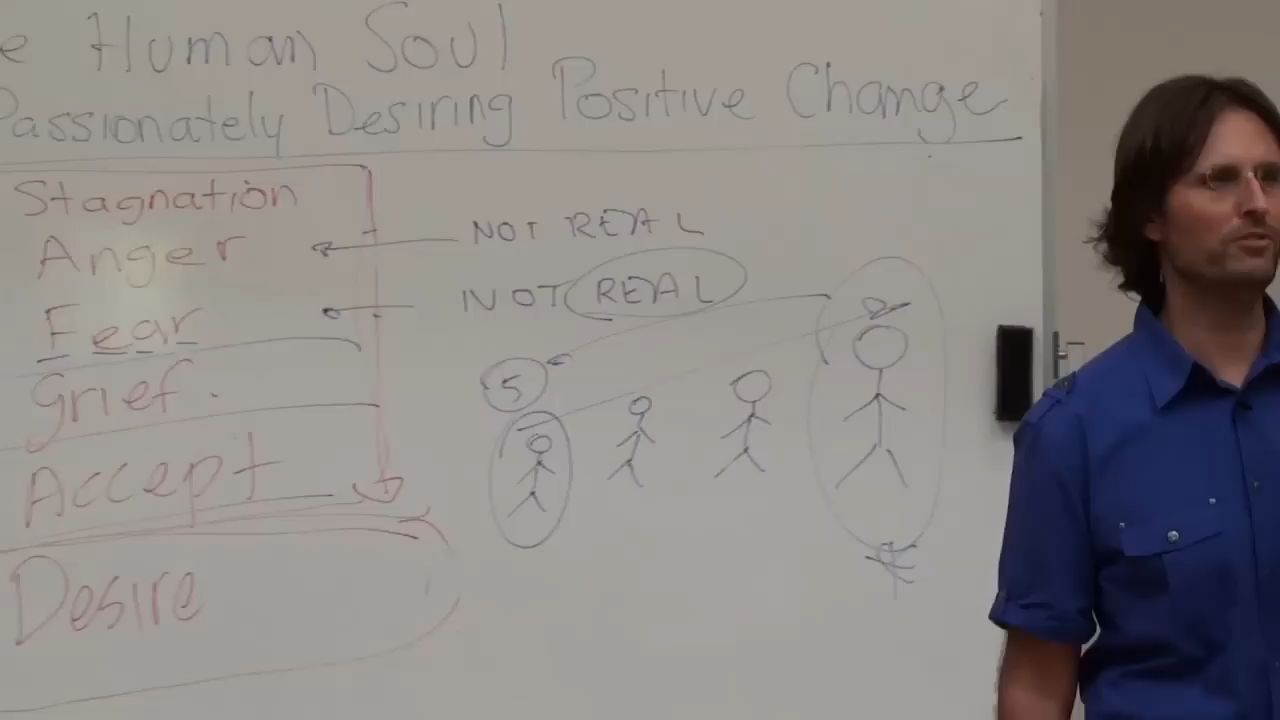 e Human Soul
Passionately Desiring Positive Change
Stagnation
Anger
NOT REAL
Fear
NOT REAL
Grief.
5
Accept
Desire